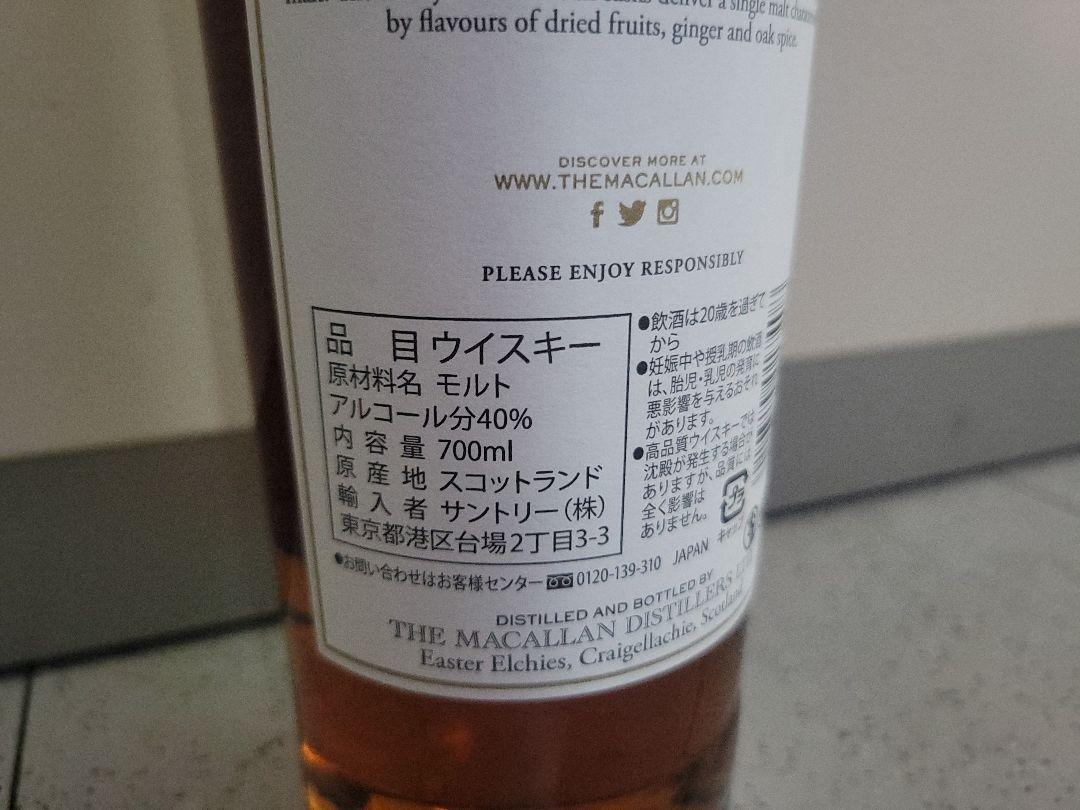 deliver a single malt
by flavours of dried fruits, ginger and oak spice.
DISCOVER MORE AT
WWW.THEMACALLAN.COM
PLEASE ENJOY RESPONSIBLY
品 目 ウイスキー
原材料名 モルト
アルコール分40%
内容量 700ml
原産地 スコットランド
輸入者 サントリー(株)
東京都港区台場2丁目3-3
●飲酒は20歳を過ぎて
から
●妊娠中や授乳期の飲酒
は、胎児・乳児の発育に
悪影響を与えるおそれ
があります。
●高品質ウイスキーでは
沈殿が発生する場合が
ありますが、品質には
全く影響は
ありません。
キャップ
●お問い合わせはお客様センター 0120-139-310 JAPAN
DISTILLED AND BOTTLED BY
THE MACALLAN DISTILLERS
Easter Elchies, Craigellachie, Scotland